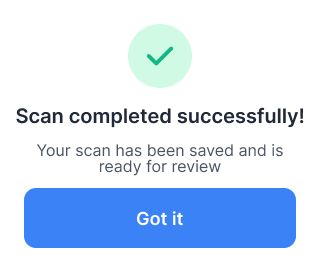 Scan completed successfully!
Your scan has been saved and is
ready for review
Got it